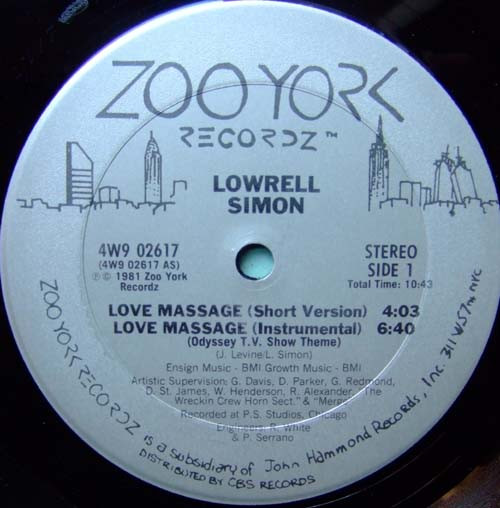 ZOO YORK
RECORDZ™
LOWRELL
SIMON
4W9 02617
(4W9 02617 AS)
℗ © 1981 Zoo York
Recordz
STEREO
SIDE 1
Total Time: 10:43
LOVE MASSAGE (Short Version) 4:03
LOVE MASSAGE (Instrumental) 6:40
(Odyssey T.V. Show Theme)
(J. Levine/L. Simon)
Ensign Music - BMI Growth Music - BMI
Artistic Supervision: G. Davis, D. Parker, G. Redmond,
D. St. James, W. Henderson, R. Alexander, "The
Wreckin Crew Horn Sect." & "Merge"
Recorded at P.S. Studios, Chicago
Engineers, R. White
& P. Serrano
ZOO YORK RECORDZ is a subsidiary of John Hammond Records, Inc. 311 W57TH NYC
DISTRIBUTED BY CBS RECORDS